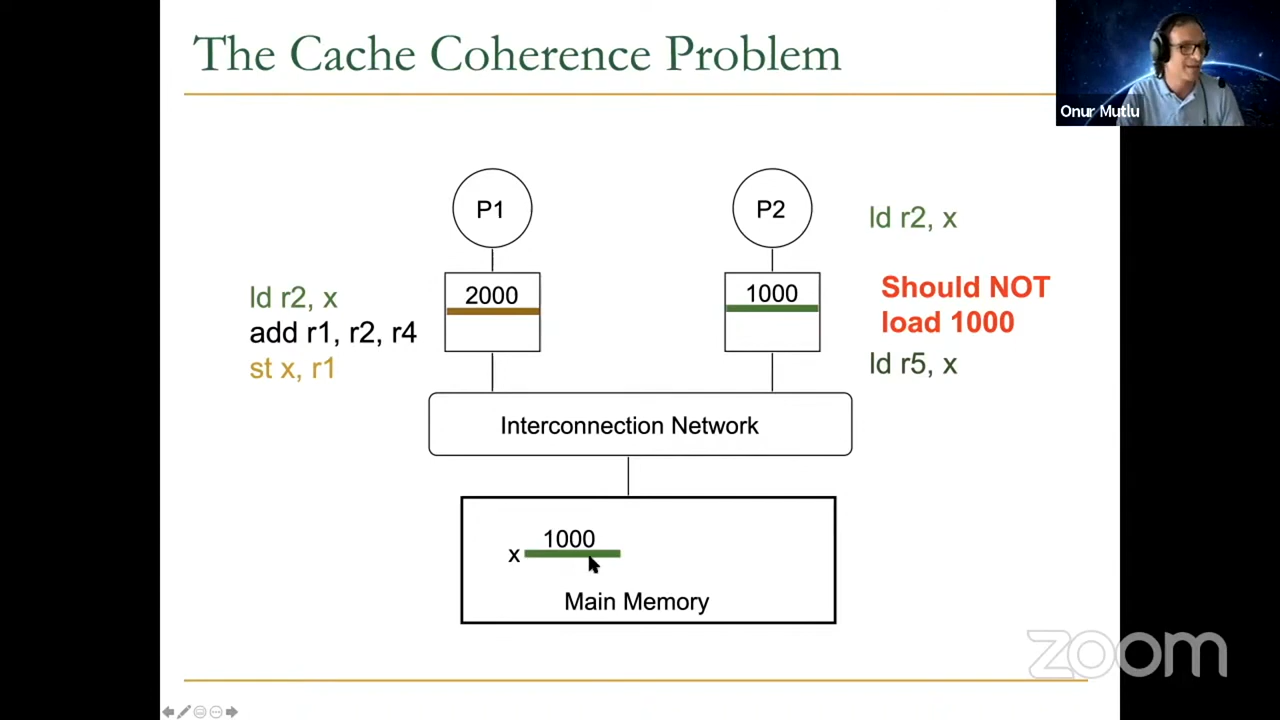 The Cache Coherence Problem
Onur Mutlu
P1
P2
ld r2, x
2000
1000
Should NOT
load 1000
ld r2, x
add r1, r2, r4
st x, r1
ld r5, x
Interconnection Network
1000
x
Main Memory
zoom